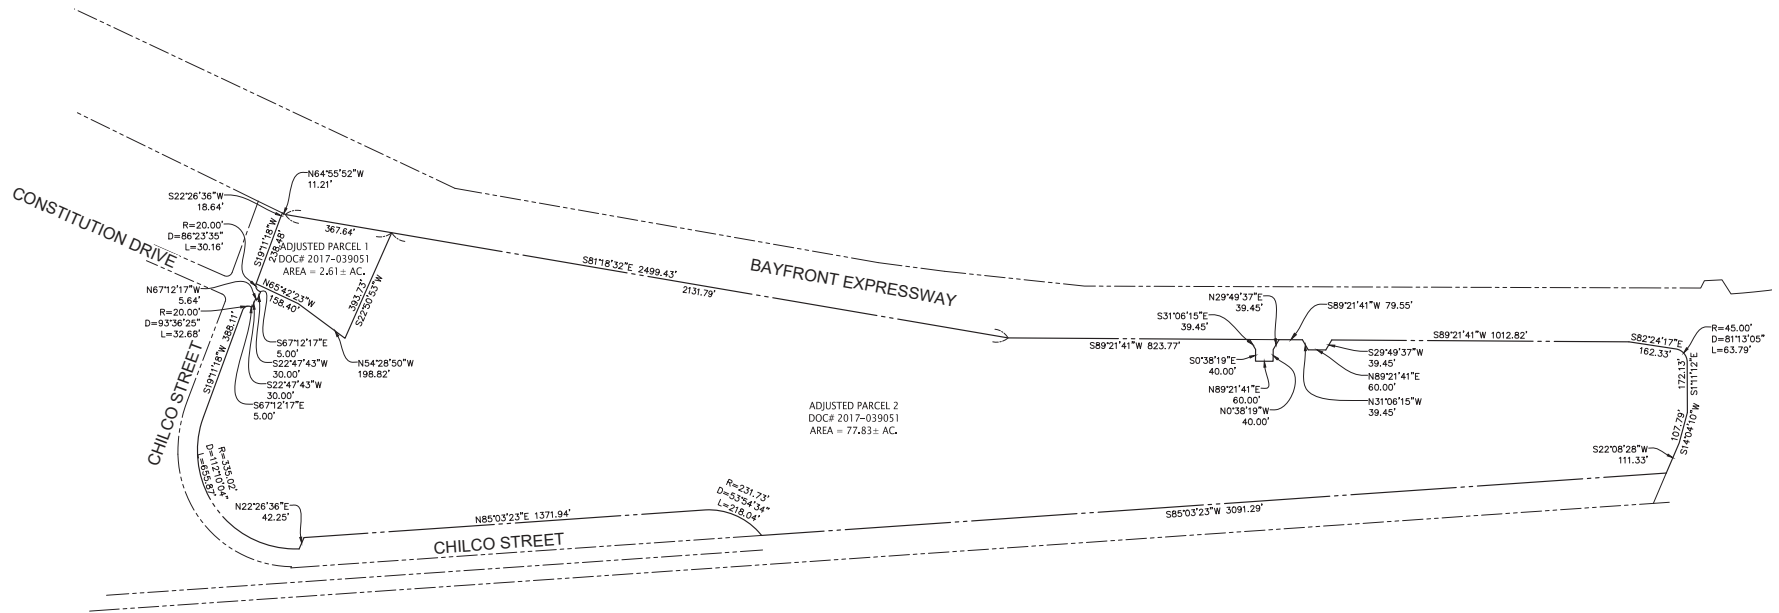 CONSTITUTION DRIVE
S22°26'36"W
18.64'
N64°55'52"W
11.21'
R=20.00'
D=86°23'35"
L=30.16'
S19°11'18"W
238.48'
367.64'
ADJUSTED PARCEL 1
DOC# 2017-039051
AREA = 2.61± AC.
N65°42'23"W
158.40'
393.73'
S22°50'53"W
N67°12'17"W
5.64'
R=20.00'
D=93°36'25"
L=32.68'
S19°11'18"W 388.11'
S67°12'17"E
5.00'
S22°47'43"W
30.00'
S22°47'43"W
30.00'
S67°12'17"E
5.00'
N54°28'50"W
198.82'
CHILCO STREET
R=335.02'
D=112°10'04"
L=655.87'
N22°26'36"E
42.25'
N85°03'23"E 1371.94'
CHILCO STREET
R=231.73'
D=53°54'34"
L=218.04'
S81°18'32"E 2499.43'
2131.79'
BAYFRONT EXPRESSWAY
ADJUSTED PARCEL 2
DOC# 2017-039051
AREA = 77.83± AC.
S89°21'41"W 823.77'
S31°06'15"E
39.45'
N29°49'37"E
39.45'
S89°21'41"W 79.55'
S0°38'19"E
40.00'
N89°21'41"E
60.00'
N0°38'19"W
40.00'
S29°49'37"W
39.45'
N89°21'41"E
60.00'
N31°06'15"W
39.45'
S89°21'41"W 1012.82'
S82°24'17"E
162.33'
R=45.00'
D=81°13'05"
L=63.79'
172.13'
S1°11'12"E
107.79'
S14°04'10"W
S22°08'28"W
111.33'
S85°03'23"W 3091.29'